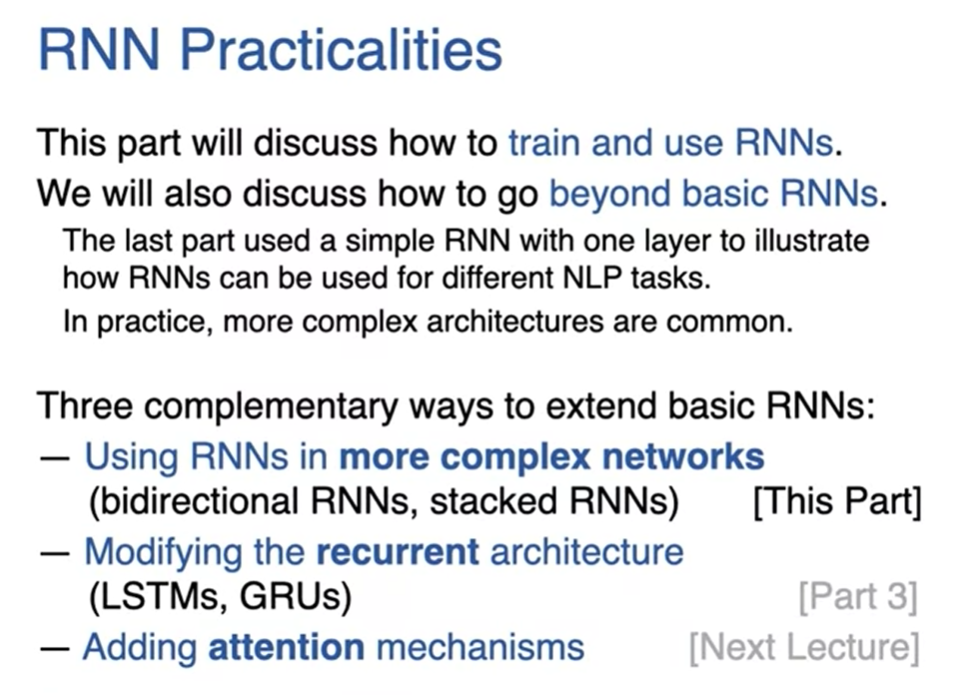 RNN Practicalities
This part will discuss how to train and use RNNs.
We will also discuss how to go beyond basic RNNs.
The last part used a simple RNN with one layer to illustrate
how RNNs can be used for different NLP tasks.
In practice, more complex architectures are common.
Three complementary ways to extend basic RNNs:
— Using RNNs in more complex networks
(bidirectional RNNs, stacked RNNs) [This Part]
— Modifying the recurrent architecture
(LSTMs, GRUs) [Part 3]
— Adding attention mechanisms [Next Lecture]